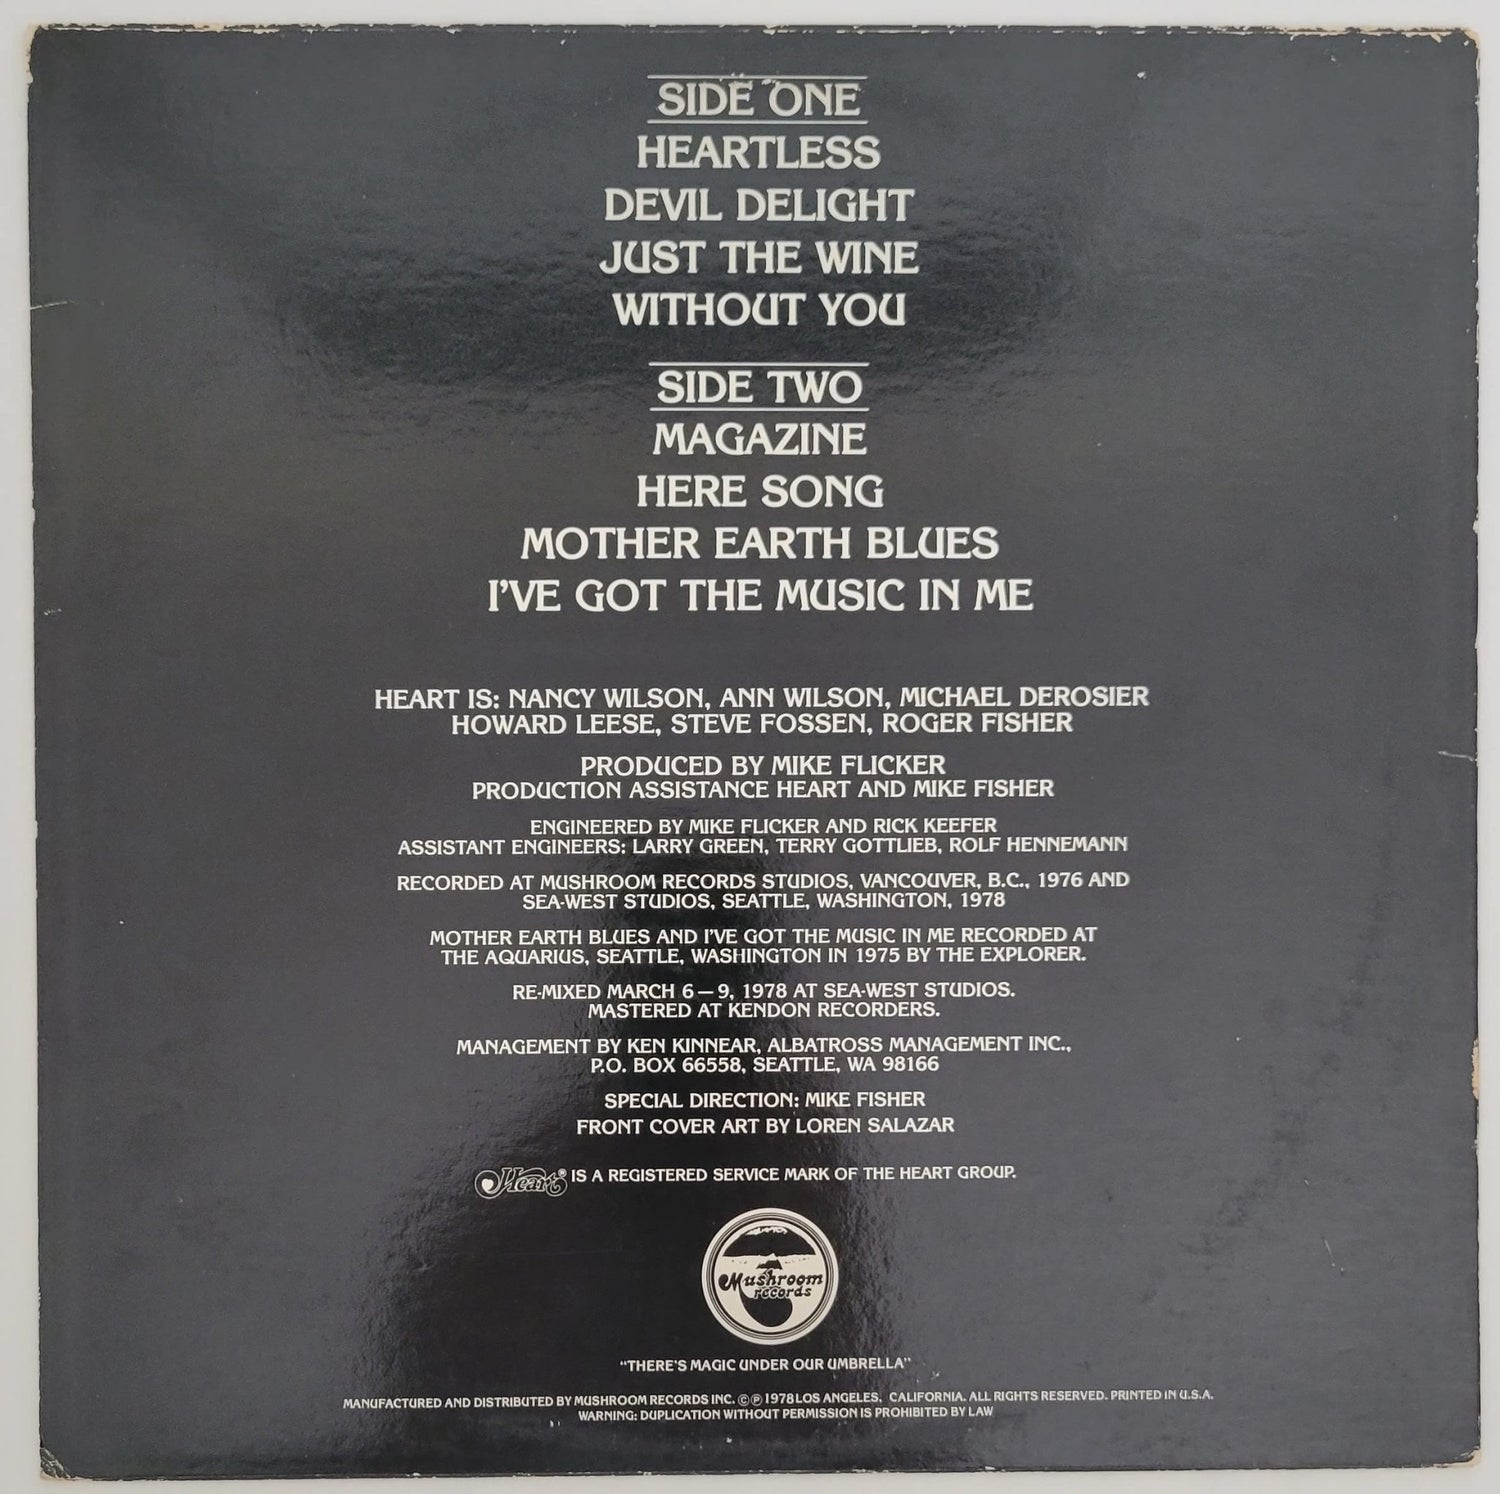 SIDE ONE
HEARTLESS
DEVIL DELIGHT
JUST THE WINE
WITHOUT YOU
SIDE TWO
MAGAZINE
HERE SONG
MOTHER EARTH BLUES
I'VE GOT THE MUSIC IN ME
HEART IS: NANCY WILSON, ANN WILSON, MICHAEL DEROSIER
HOWARD LEESE, STEVE FOSSEN, ROGER FISHER
PRODUCED BY MIKE FLICKER
PRODUCTION ASSISTANCE HEART AND MIKE FISHER
ENGINEERED BY MIKE FLICKER AND RICK KEEFER
ASSISTANT ENGINEERS: LARRY GREEN, TERRY GOTTLIEB, ROLF HENNEMANN
RECORDED AT MUSHROOM RECORDS STUDIOS, VANCOUVER, B.C., 1976 AND
SEA-WEST STUDIOS, SEATTLE, WASHINGTON, 1978
MOTHER EARTH BLUES AND I'VE GOT THE MUSIC IN ME RECORDED AT
THE AQUARIUS, SEATTLE, WASHINGTON IN 1975 BY THE EXPLORER.
RE-MIXED MARCH 6 — 9, 1978 AT SEA-WEST STUDIOS.
MASTERED AT KENDON RECORDERS.
MANAGEMENT BY KEN KINNEAR, ALBATROSS MANAGEMENT INC.,
P.O. BOX 66558, SEATTLE, WA 98166
SPECIAL DIRECTION: MIKE FISHER
FRONT COVER ART BY LOREN SALAZAR
Heart® IS A REGISTERED SERVICE MARK OF THE HEART GROUP.
Mushroom
records
"THERE'S MAGIC UNDER OUR UMBRELLA"
MANUFACTURED AND DISTRIBUTED BY MUSHROOM RECORDS INC. © ℗ 1978 LOS ANGELES, CALIFORNIA. ALL RIGHTS RESERVED. PRINTED IN U.S.A.
WARNING: DUPLICATION WITHOUT PERMISSION IS PROHIBITED BY LAW